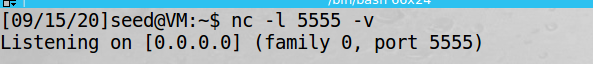 /bin/bash 66x24
[09/15/20]seed@VM:~$ nc -l 5555 -v
Listening on [0.0.0.0] (family 0, port 5555)